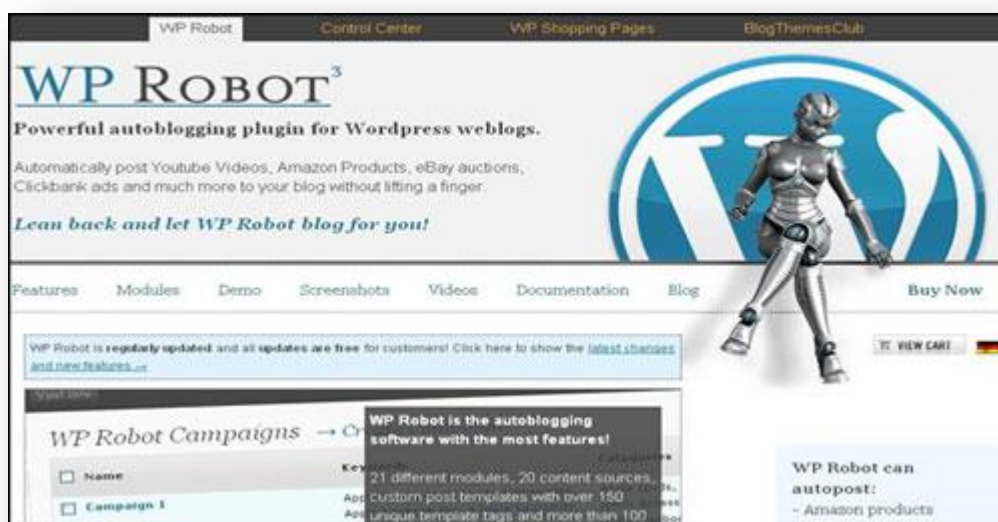 WP Robot Control Center WP Shopping Pages BlogThemesClub
WP ROBOT³
Powerful autoblogging plugin for Wordpress weblogs.
Automatically post Youtube Videos, Amazon Products, eBay auctions,
Clickbank ads and much more to your blog without lifting a finger.
Lean back and let WP Robot blog for you!
Features Modules Demo Screenshots Videos Documentation Blog Buy Now
WP Robot is regularly updated and all updates are free for customers! Click here to show the latest changes
and new features →
VIEW CART
WP Robot Campaigns → Cr
WP Robot is the autoblogging
software with the most features!
Name
21 different modules, 20 content sources,
custom post templates with over 150
unique template tags and more than 100
Campaign 1
WP Robot can
autopost:
- Amazon products